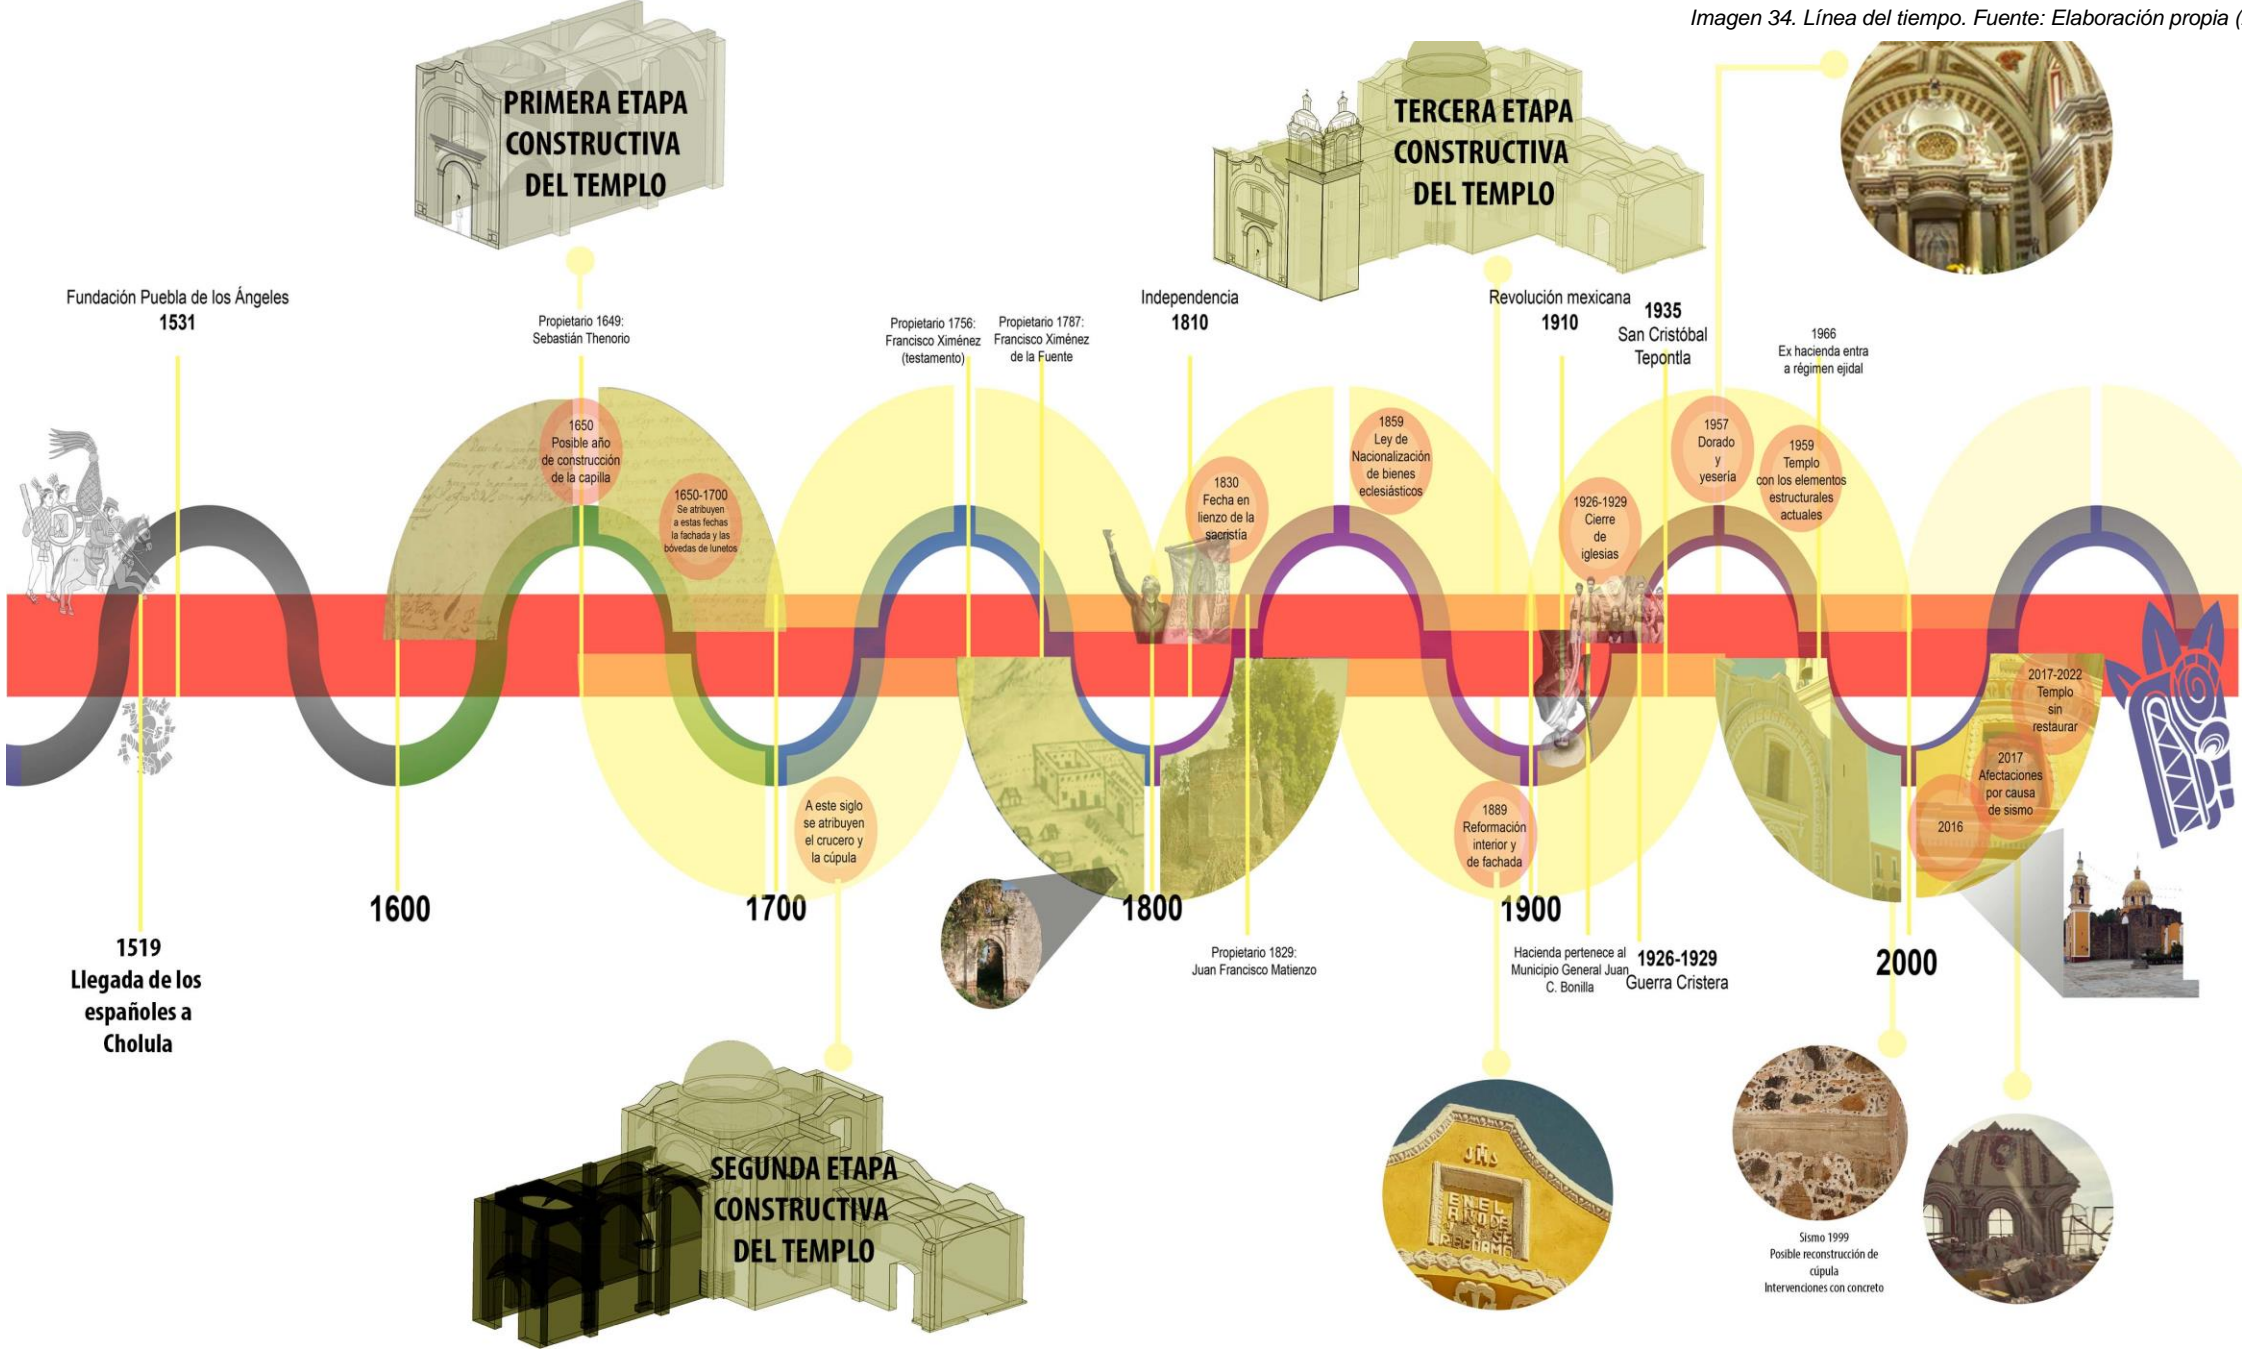 Imagen 34. Línea del tiempo. Fuente: Elaboración propia (
PRIMERA ETAPA
CONSTRUCTIVA
DEL TEMPLO
TERCERA ETAPA
CONSTRUCTIVA
DEL TEMPLO
Fundación Puebla de los Ángeles
1531
Propietario 1649:
Sebastián Thenorio
Propietario 1756:
Francisco Ximénez
(testamento)
Propietario 1787:
Francisco Ximénez
de la Fuente
Independencia
1810
Revolución mexicana
1910
1935
San Cristóbal
Tepontla
1966
Ex hacienda entra
a régimen ejidal
1650
Posible año
de construcción
de la capilla
1650-1700
Se atribuyen
a estas fechas
la fachada y las
bóvedas de lunetos
1830
Fecha en
lienzo de la
sacristía
1859
Ley de
Nacionalización
de bienes
eclesiásticos
1926-1929
Cierre
de
iglesias
1957
Dorado
y
yesería
1959
Templo
con los elementos
estructurales
actuales
A este siglo
se atribuyen
el crucero y
la cúpula
1889
Reformación
interior y
de fachada
2016
2017
Afectaciones
por causa
de sismo
2017-2022
Templo
sin
restaurar
1600
1700
1800
1900
2000
1519
Llegada de los
españoles a
Cholula
Propietario 1829:
Juan Francisco Matienzo
Hacienda pertenece al
Municipio General Juan
C. Bonilla
1926-1929
Guerra Cristera
SEGUNDA ETAPA
CONSTRUCTIVA
DEL TEMPLO
JHS
EN EL
AÑO DE
SE
REFORMO
Sismo 1999
Posible reconstrucción de
cúpula
Intervenciones con concreto